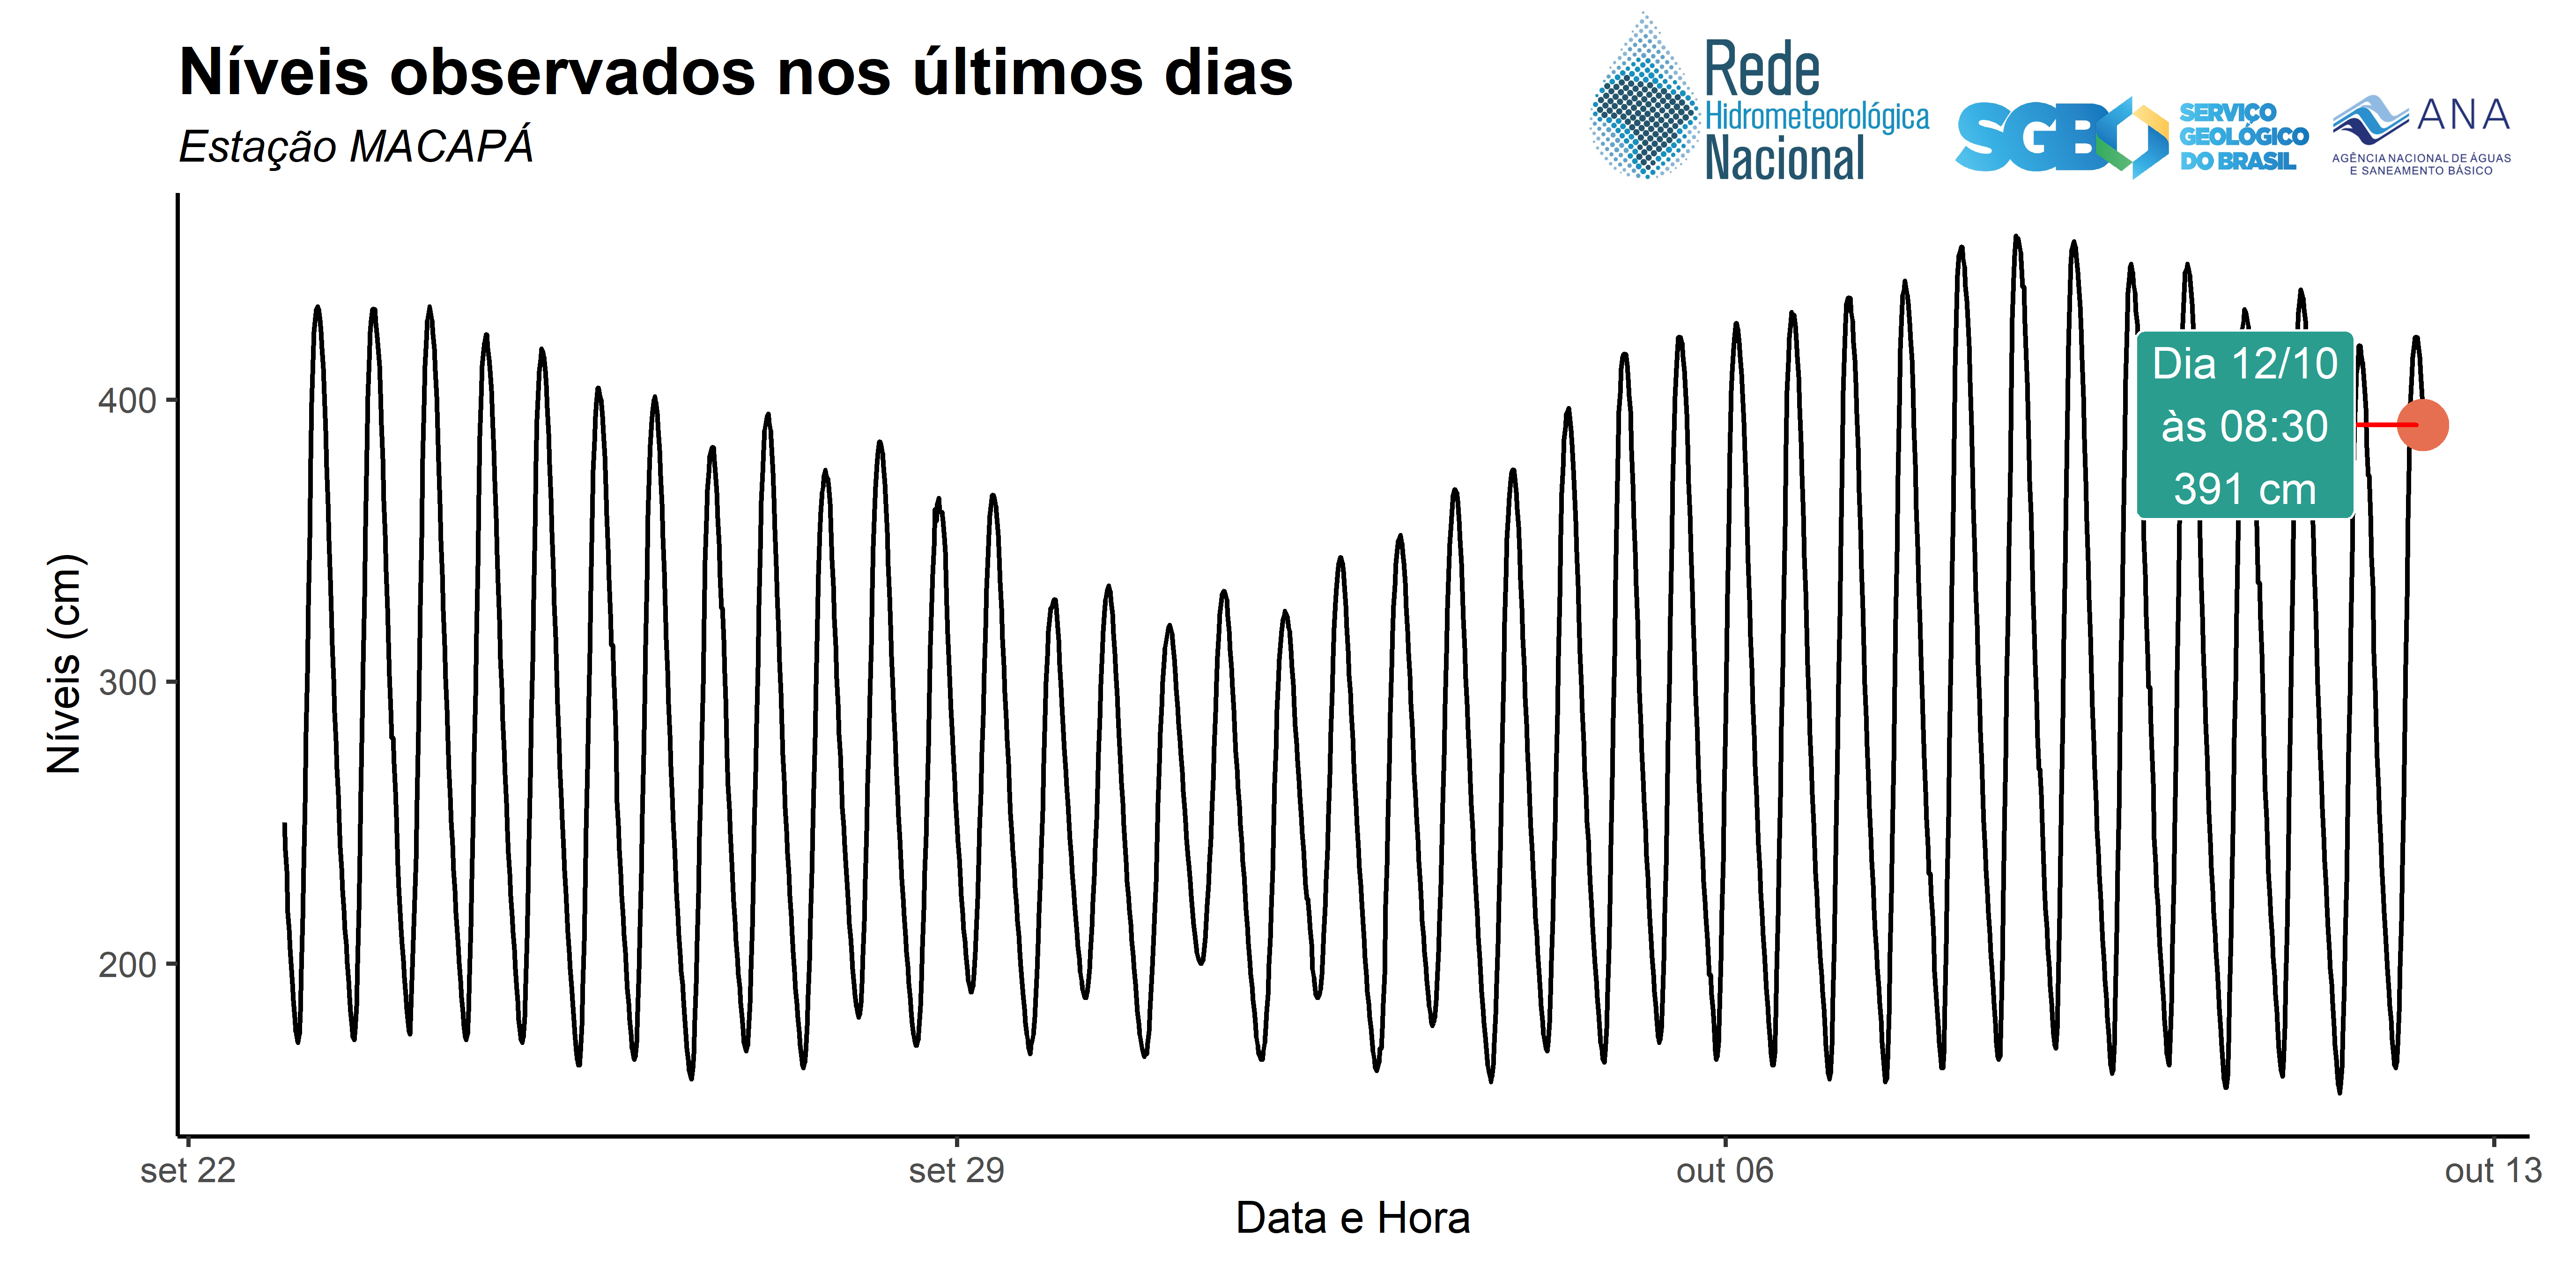 Níveis observados nos últimos dias
Estação MACAPÁ
Rede
Hidrometeorológica
Nacional
SGB
SERVIÇO
GEOLÓGICO
DO BRASIL
ANA
AGÊNCIA NACIONAL DE ÁGUAS
E SANEAMENTO BÁSICO
Níveis (cm)
400
300
200
Dia 12/10
às 08:30
391 cm
set 22
set 29
out 06
out 13
Data e Hora